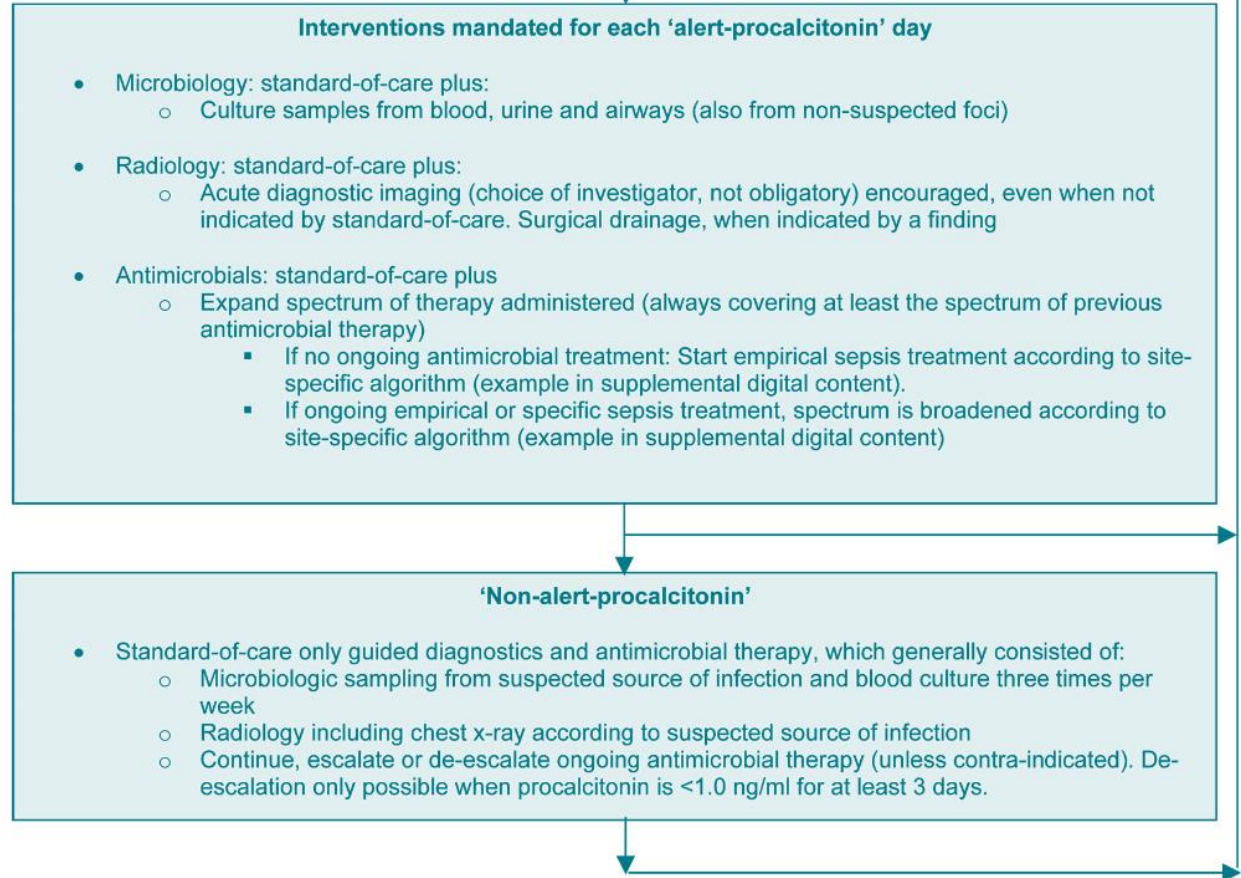 Interventions mandated for each ‘alert-procalcitonin’ day
• Microbiology: standard-of-care plus:
o Culture samples from blood, urine and airways (also from non-suspected foci)
• Radiology: standard-of-care plus:
o Acute diagnostic imaging (choice of investigator, not obligatory) encouraged, even when not
indicated by standard-of-care. Surgical drainage, when indicated by a finding
• Antimicrobials: standard-of-care plus
o Expand spectrum of therapy administered (always covering at least the spectrum of previous
antimicrobial therapy)
▪ If no ongoing antimicrobial treatment: Start empirical sepsis treatment according to site-
specific algorithm (example in supplemental digital content).
▪ If ongoing empirical or specific sepsis treatment, spectrum is broadened according to
site-specific algorithm (example in supplemental digital content)
‘Non-alert-procalcitonin’
• Standard-of-care only guided diagnostics and antimicrobial therapy, which generally consisted of:
o Microbiologic sampling from suspected source of infection and blood culture three times per
week
o Radiology including chest x-ray according to suspected source of infection
o Continue, escalate or de-escalate ongoing antimicrobial therapy (unless contra-indicated). De-
escalation only possible when procalcitonin is <1.0 ng/ml for at least 3 days.